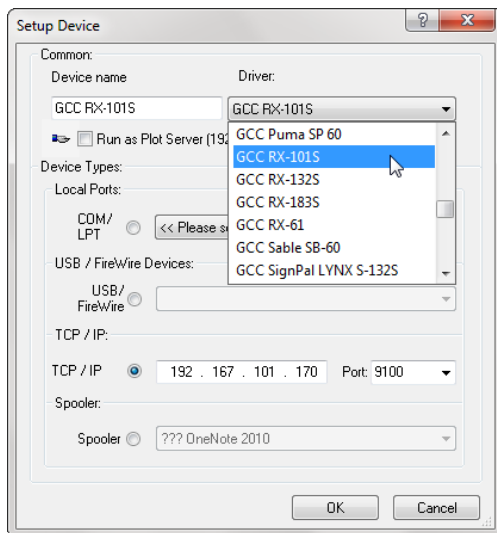 Setup Device
?
Common:
Device name
Driver:
GCC RX-101S
GCC RX-101S
Run as Plot Server (192
GCC Puma SP 60
GCC RX-101S
GCC RX-132S
GCC RX-183S
GCC RX-61
GCC Sable SB-60
GCC SignPal LYNX S-132S
Device Types:
Local Ports:
COM/
LPT
<< Please se
USB / FireWire Devices:
USB/
FireWire
TCP / IP:
TCP / IP
192 . 167 . 101 . 170
Port:
9100
Spooler:
Spooler
??? OneNote 2010
OK
Cancel